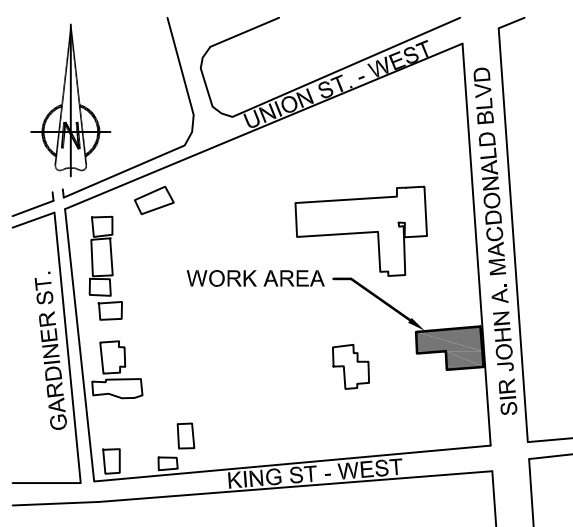 UNION ST. - WEST
SIR JOHN A. MACDONALD BLVD
N
WORK AREA
GARDINER ST.
KING ST - WEST